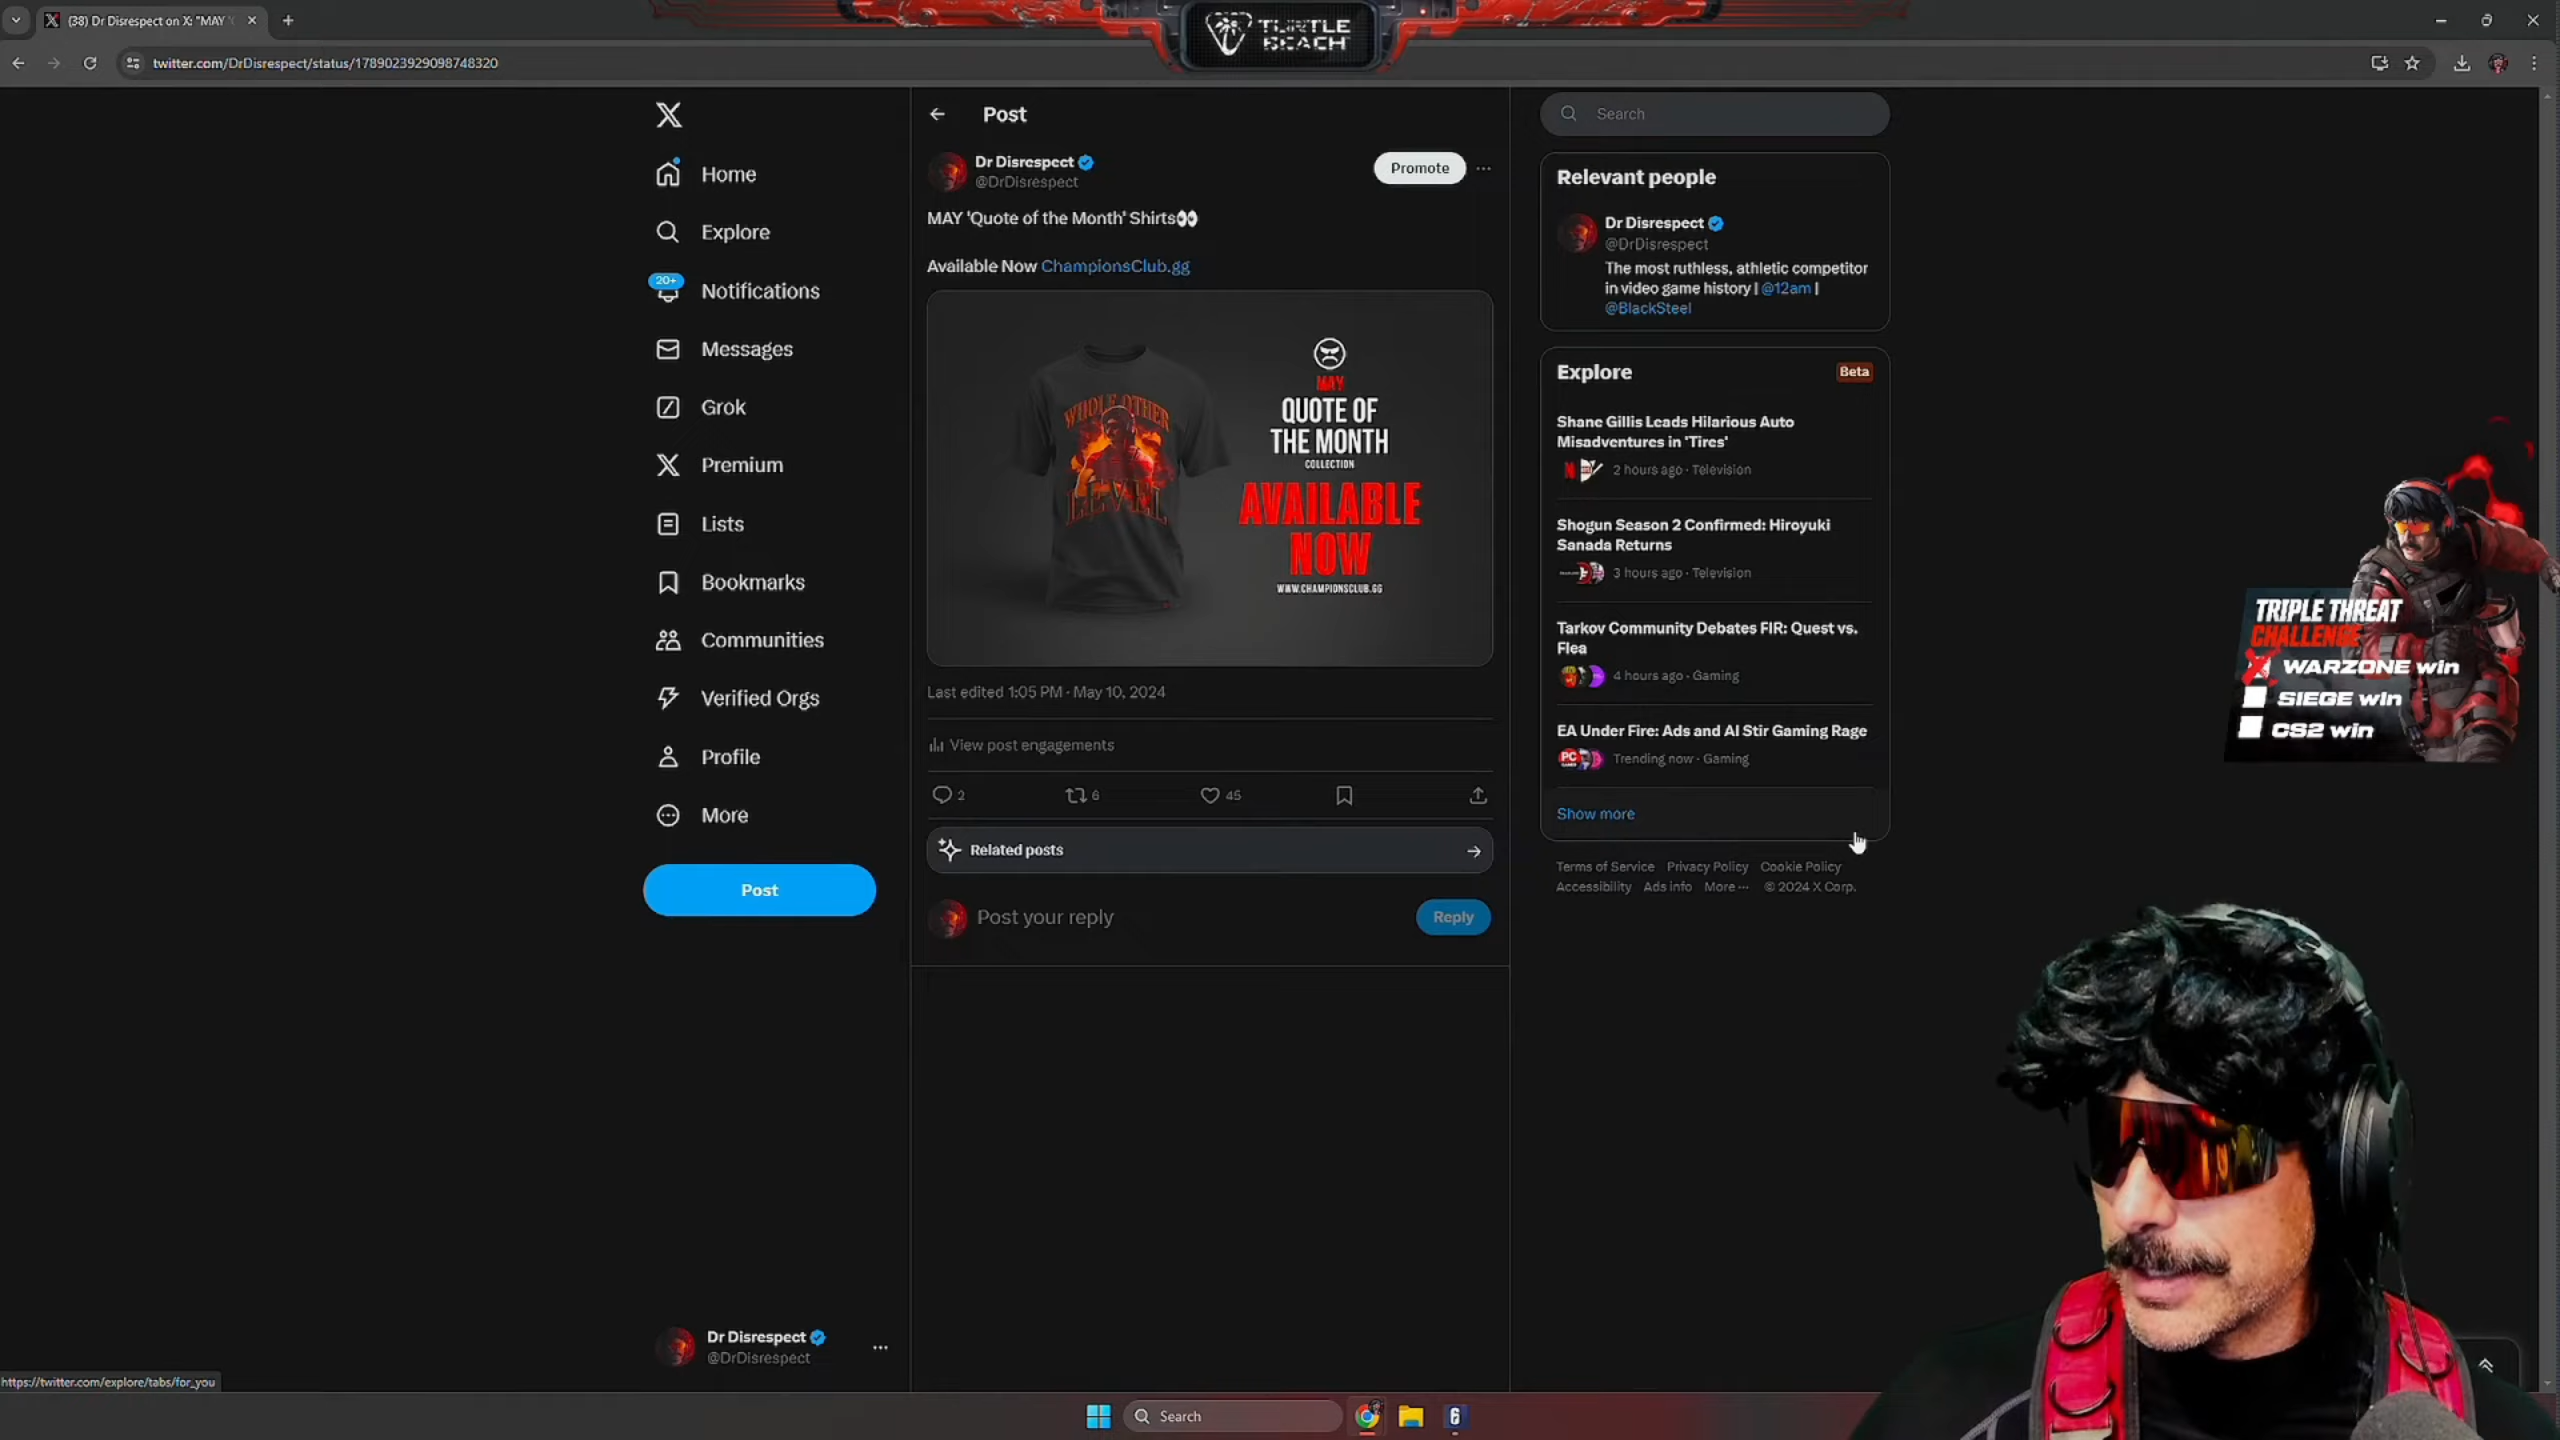 (38) Dr Disrespect on X: "MAY '
TURTLE
BEACH
twitter.com/DrDisrespect/status/1789023929098748320
Home
Explore
20+
Notifications
Messages
Grok
Premium
Lists
Bookmarks
Communities
Verified Orgs
Profile
More
Post
Dr Disrespect
@DrDisrespect
Post
Dr Disrespect
@DrDisrespect
Promote
MAY 'Quote of the Month' Shirts👀
Available Now ChampionsClub.gg
WHOLE OTHER
LEVEL
MAY
QUOTE OF
THE MONTH
COLLECTION
AVAILABLE
NOW
WWW.CHAMPIONSCLUB.GG
Last edited 1:05 PM · May 10, 2024
View post engagements
2
6
45
Related posts
Post your reply
Reply
Search
Relevant people
Dr Disrespect
@DrDisrespect
The most ruthless, athletic competitor
in video game history | @12am |
@BlackSteel
Explore
Beta
Shane Gillis Leads Hilarious Auto
Misadventures in 'Tires'
2 hours ago · Television
Shogun Season 2 Confirmed: Hiroyuki
Sanada Returns
3 hours ago · Television
Tarkov Community Debates FIR: Quest vs.
Flea
4 hours ago · Gaming
EA Under Fire: Ads and AI Stir Gaming Rage
PC
Trending now · Gaming
Show more
Terms of Service Privacy Policy Cookie Policy
Accessibility Ads info More ··· © 2024 X Corp.
TRIPLE THREAT
CHALLENGE
WARZONE win
SIEGE win
CS2 win
https://twitter.com/explore/tabs/for_you
Search